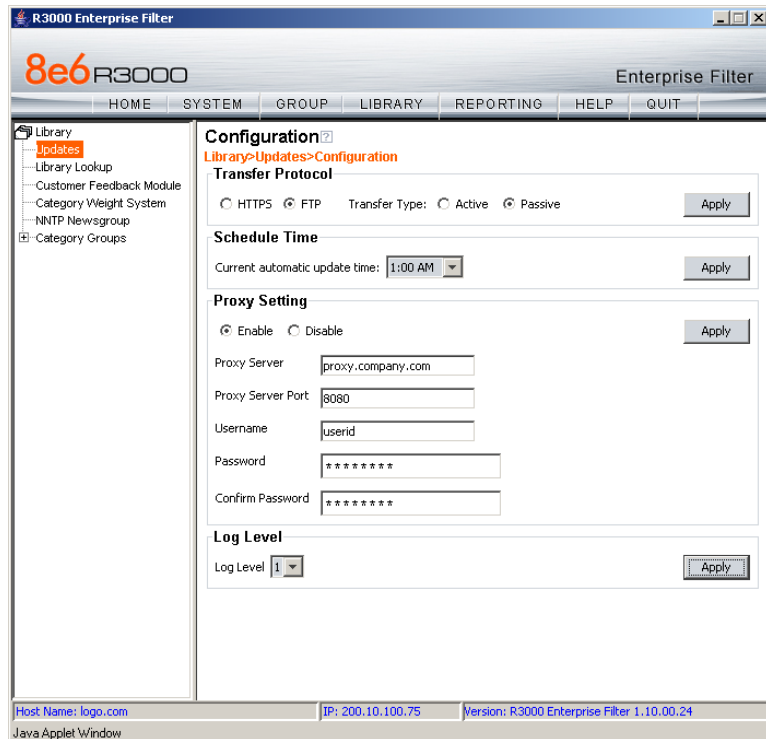 R3000 Enterprise Filter
8e6 R3000
Enterprise Filter
HOME SYSTEM GROUP LIBRARY REPORTING HELP QUIT
Library
Updates
Library Lookup
Customer Feedback Module
Category Weight System
NNTP Newsgroup
Category Groups
Configuration
Library>Updates>Configuration
Transfer Protocol
HTTPS FTP Transfer Type: Active Passive Apply
Schedule Time
Current automatic update time: 1:00 AM Apply
Proxy Setting
Enable Disable Apply
Proxy Server proxy.company.com
Proxy Server Port 8080
Username userid
Password ********
Confirm Password ********
Log Level
Log Level 1 Apply
Host Name: logo.com IP: 200.10.100.75 Version: R3000 Enterprise Filter 1.10.00.24
Java Applet Window